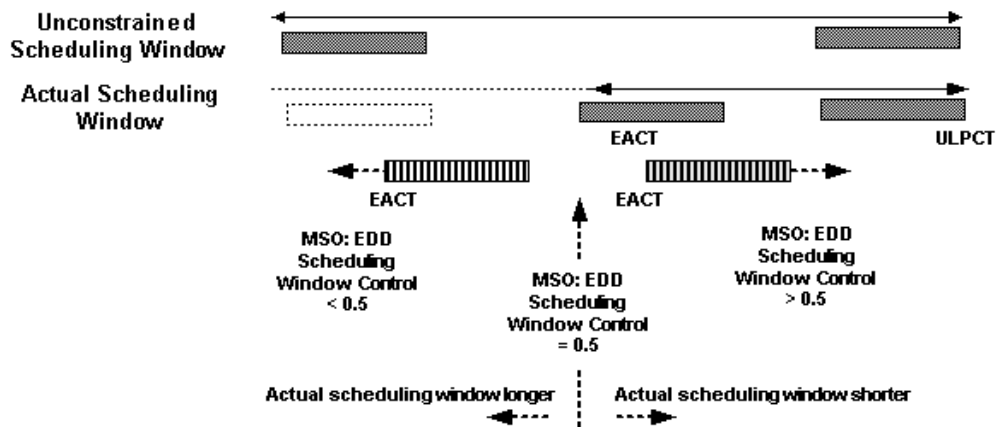 Unconstrained
Scheduling Window
Actual Scheduling
Window
EACT
ULPCT
EACT
EACT
MSO: EDD
Scheduling
Window Control
< 0.5
MSO: EDD
Scheduling
Window Control
= 0.5
MSO: EDD
Scheduling
Window Control
> 0.5
Actual scheduling window longer
Actual scheduling window shorter